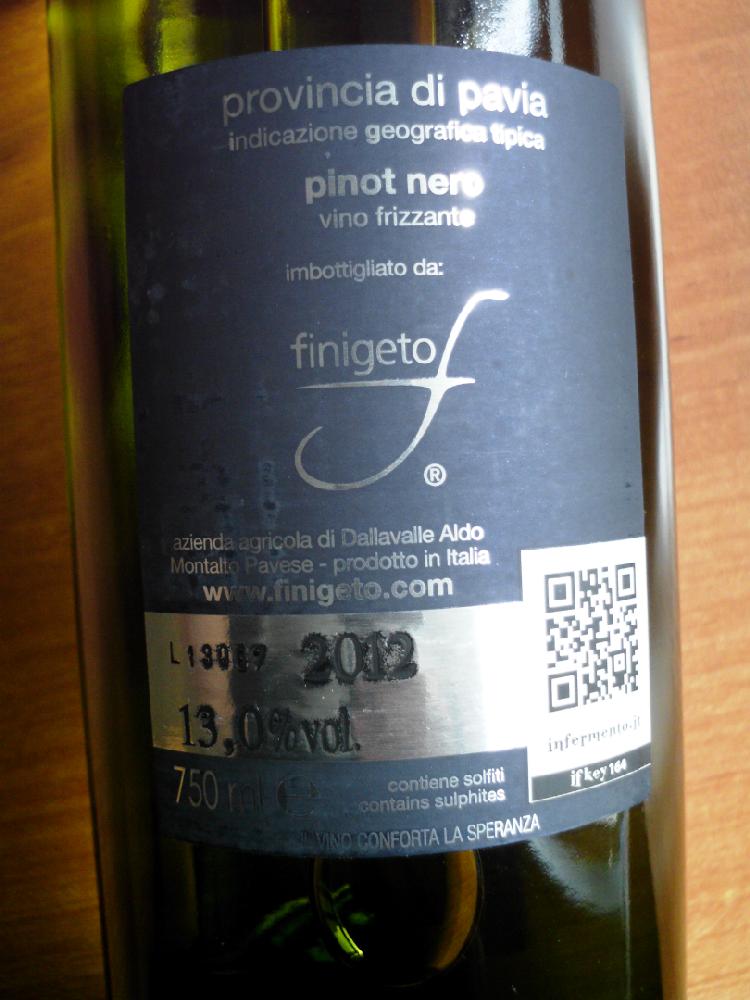 provincia di pavia
indicazione geografica tipica
pinot nero
vino frizzante
imbottigliato da:
finigeto
f
®
azienda agricola di Dallavalle Aldo
Montalto Pavese - prodotto in Italia
www.finigeto.com
2012
13,0%vol.
infermento.it
if key 164
750 ml e
contiene solfiti
contains sulphites
IL VINO CONFORTA LA SPERANZA